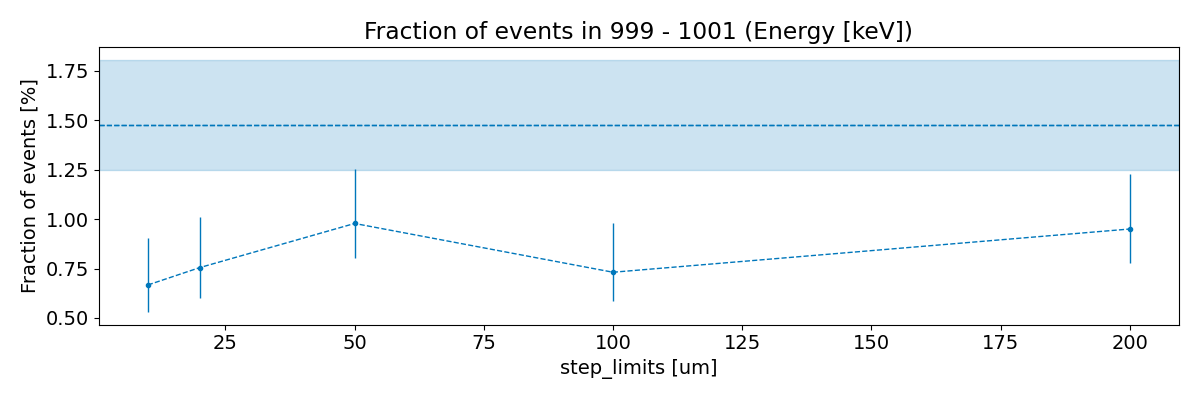 Fraction of events in 999 - 1001 (Energy [keV])
Fraction of events [%]
1.75
1.50
1.25
1.00
0.75
0.50
25 50 75 100 125 150 175 200
step_limits [um]